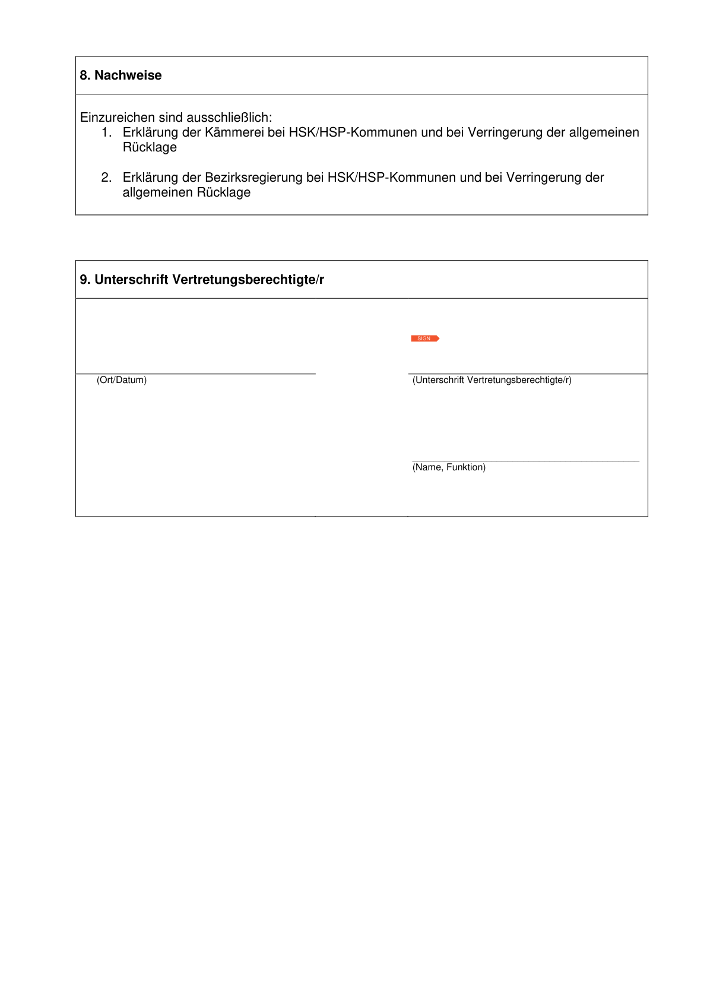 8. Nachweise
Einzureichen sind ausschließlich:
1. Erklärung der Kämmerei bei HSK/HSP-Kommunen und bei Verringerung der allgemeinen
Rücklage
2. Erklärung der Bezirksregierung bei HSK/HSP-Kommunen und bei Verringerung der
allgemeinen Rücklage
9. Unterschrift Vertretungsberechtigte/r
SIGN
(Ort/Datum) (Unterschrift Vertretungsberechtigte/r)
(Name, Funktion)